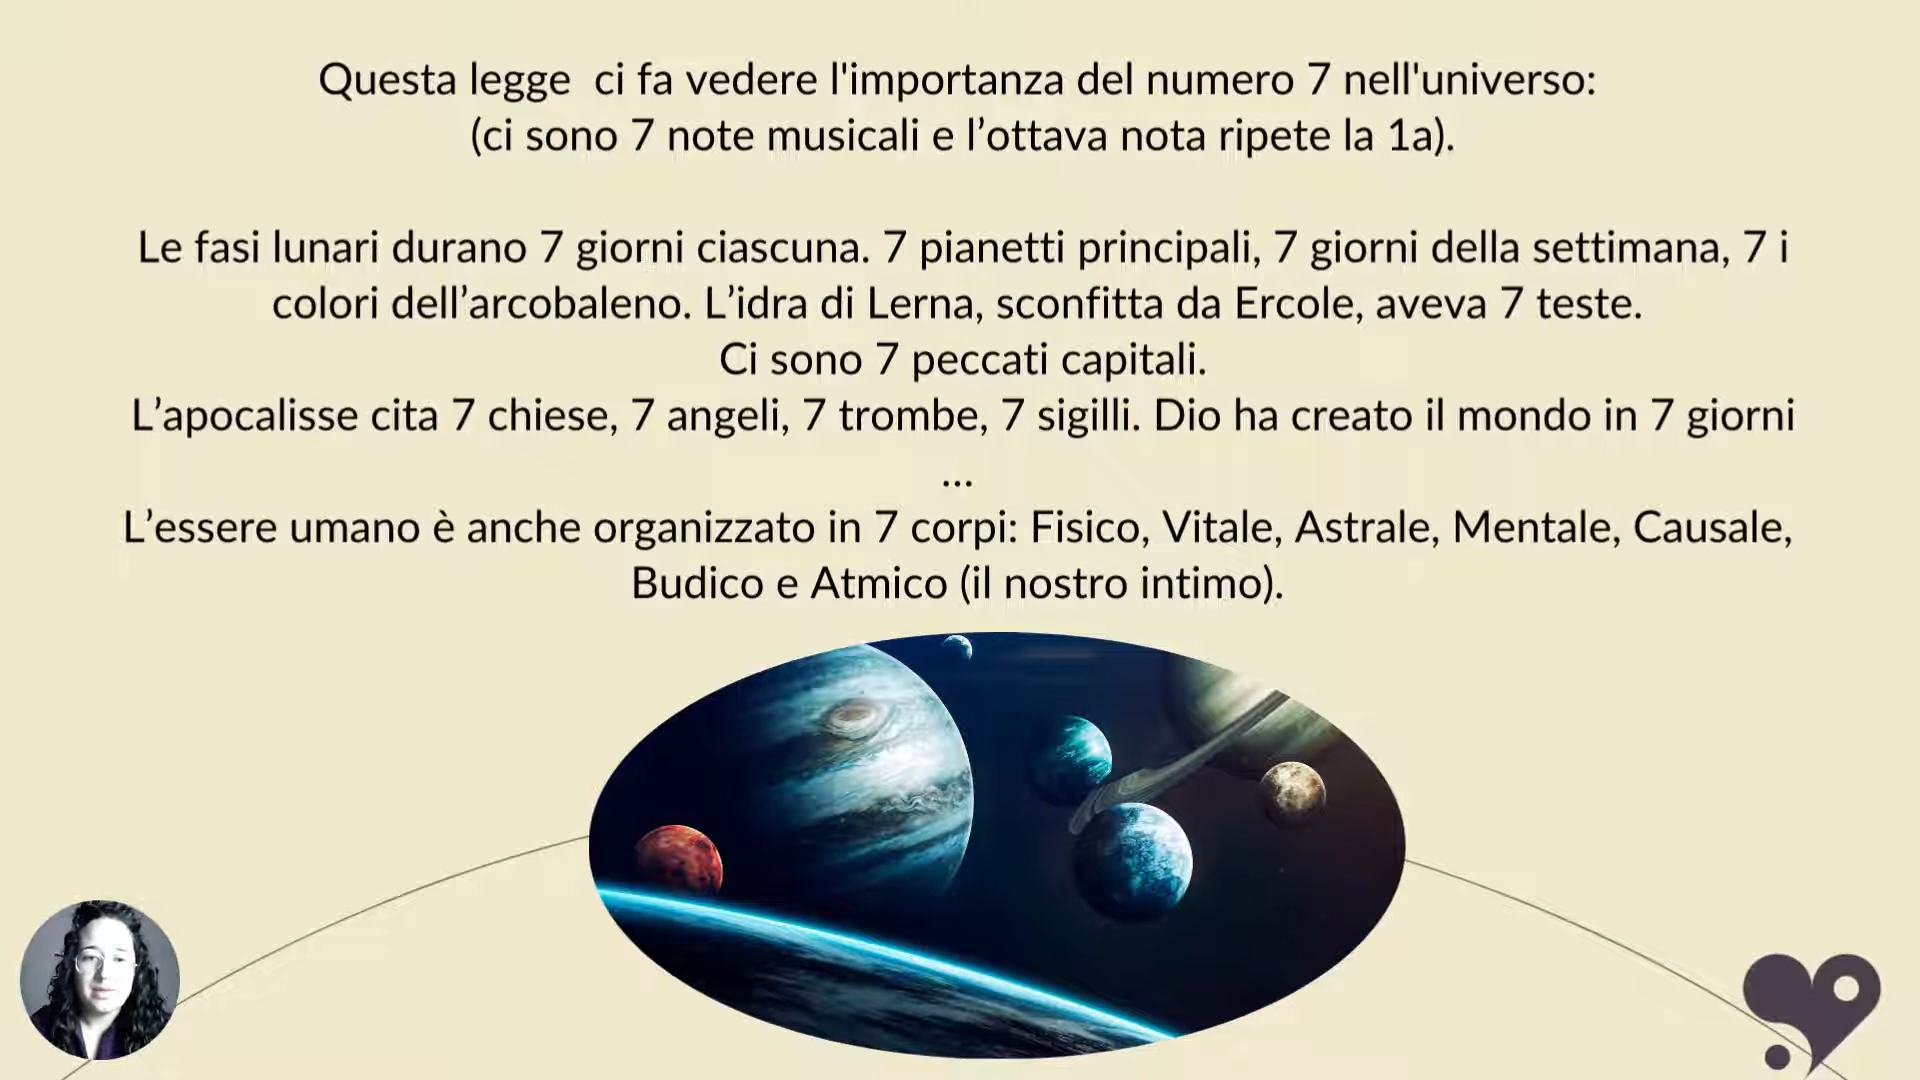 Questa legge  ci fa vedere l'importanza del numero 7 nell'universo:
(ci sono 7 note musicali e l’ottava nota ripete la 1a).
Le fasi lunari durano 7 giorni ciascuna. 7 pianetti principali, 7 giorni della settimana, 7 i
colori dell’arcobaleno. L’idra di Lerna, sconfitta da Ercole, aveva 7 teste.
Ci sono 7 peccati capitali.
L’apocalisse cita 7 chiese, 7 angeli, 7 trombe, 7 sigilli. Dio ha creato il mondo in 7 giorni
...
L’essere umano è anche organizzato in 7 corpi: Fisico, Vitale, Astrale, Mentale, Causale,
Budico e Atmico (il nostro intimo).